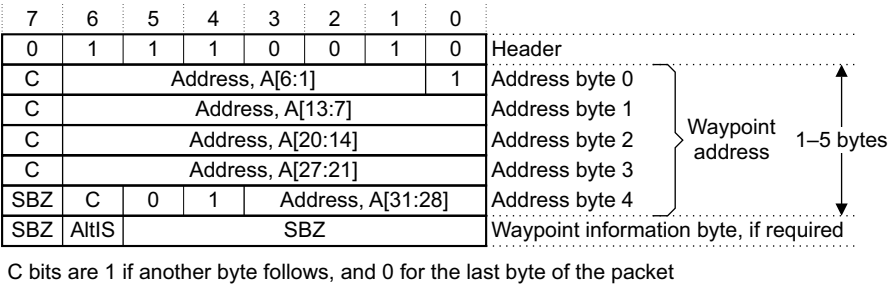 7 6 5 4 3 2 1 0
0 1 1 1 0 0 1 0 Header
C Address, A[6:1] 1 Address byte 0
C Address, A[13:7] Address byte 1
C Address, A[20:14] Address byte 2
Waypoint address 1–5 bytes
C Address, A[27:21] Address byte 3
SBZ C 0 1 Address, A[31:28] Address byte 4
SBZ AltIS SBZ Waypoint information byte, if required
C bits are 1 if another byte follows, and 0 for the last byte of the packet